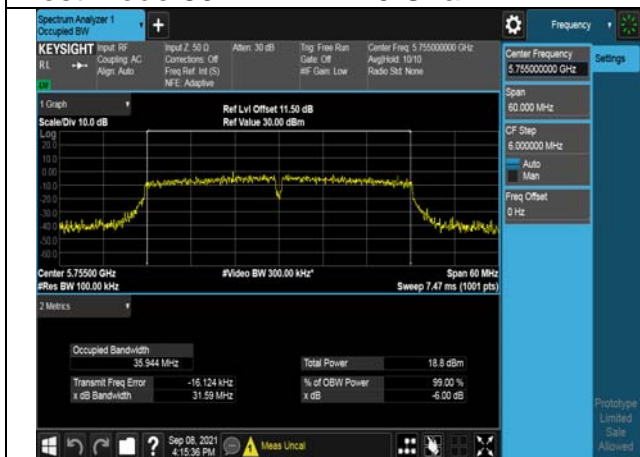 Spectrum Analyzer 1
Occupied BW
+
Frequency
KEYSIGHT
RL
Input: RF
Coupling: AC
Align: Auto
Input Z: 50 Ω
Corrections: Off
Freq Ref: Int (S)
NFE: Adaptive
Atten: 30 dB
Trig: Free Run
Gate: Off
#IF Gain: Low
Center Freq: 5.755000000 GHz
Avg|Hold: 10/10
Radio Std: None
Center Frequency
5.755000000 GHz
Settings
Span
60.000 MHz
CF Step
6.000000 MHz
Auto
Man
Freq Offset
0 Hz
1 Graph
Scale/Div 10.0 dB
Ref Lvl Offset 11.50 dB
Ref Value 30.00 dBm
Log
20.0
10.0
0.00
-10.0
-20.0
-30.0
-40.0
-50.0
-60.0
Center 5.75500 GHz
#Video BW 300.00 kHz*
Span 60 MHz
#Res BW 100.00 kHz
Sweep 7.47 ms (1001 pts)
2 Metrics
Occupied Bandwidth
35.944 MHz
Total Power 18.8 dBm
Transmit Freq Error -16.124 kHz
% of OBW Power 99.00 %
x dB Bandwidth 31.59 MHz
x dB -6.00 dB
Prototype
Limited
Sale
Allowed
?
Sep 08, 2021
4:15:36 PM
Meas Uncal